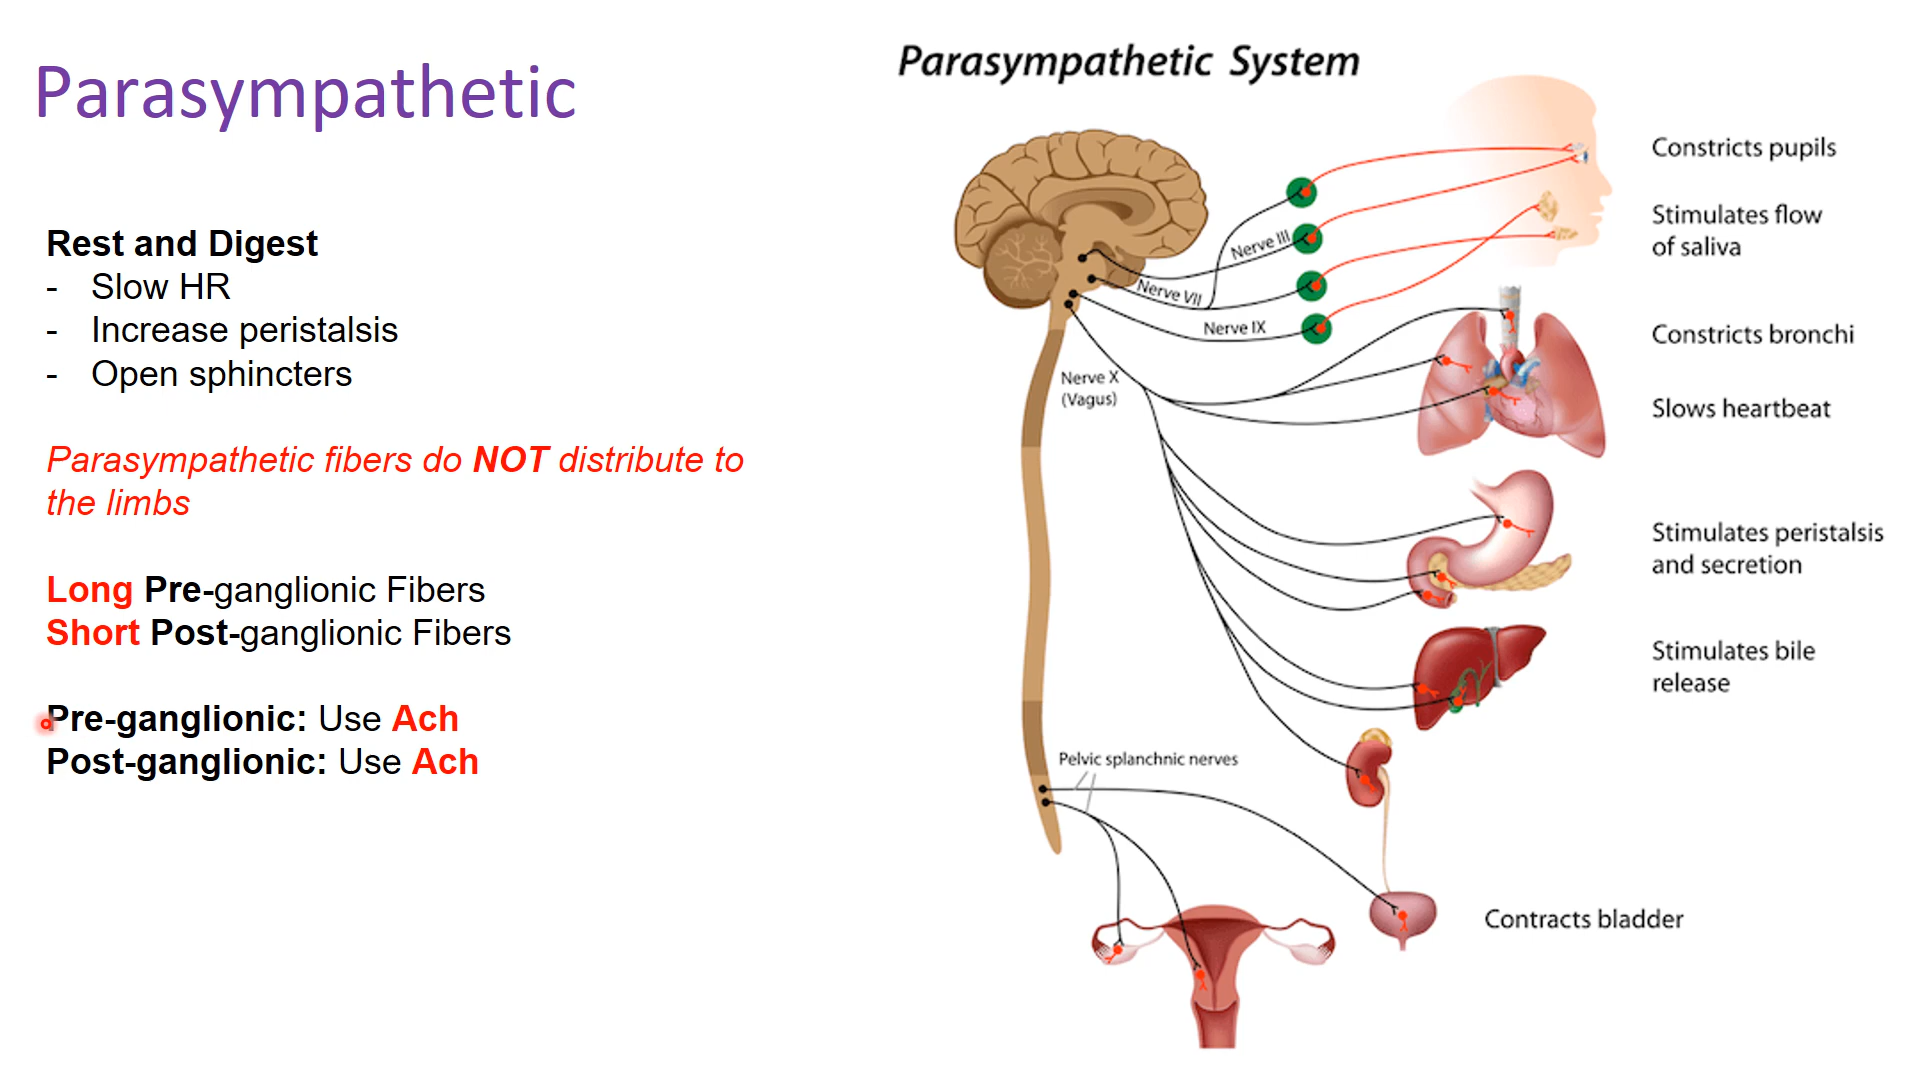 Parasympathetic
Rest and Digest
- Slow HR
- Increase peristalsis
- Open sphincters
Parasympathetic fibers do NOT distribute to
the limbs
Long Pre-ganglionic Fibers
Short Post-ganglionic Fibers
Pre-ganglionic: Use Ach
Post-ganglionic: Use Ach
Parasympathetic System
Constricts pupils
Stimulates flow
of saliva
Nerve III
Nerve VII
Nerve IX
Constricts bronchi
Nerve X
(Vagus)
Slows heartbeat
Stimulates peristalsis
and secretion
Stimulates bile
release
Pelvic splanchnic nerves
Contracts bladder